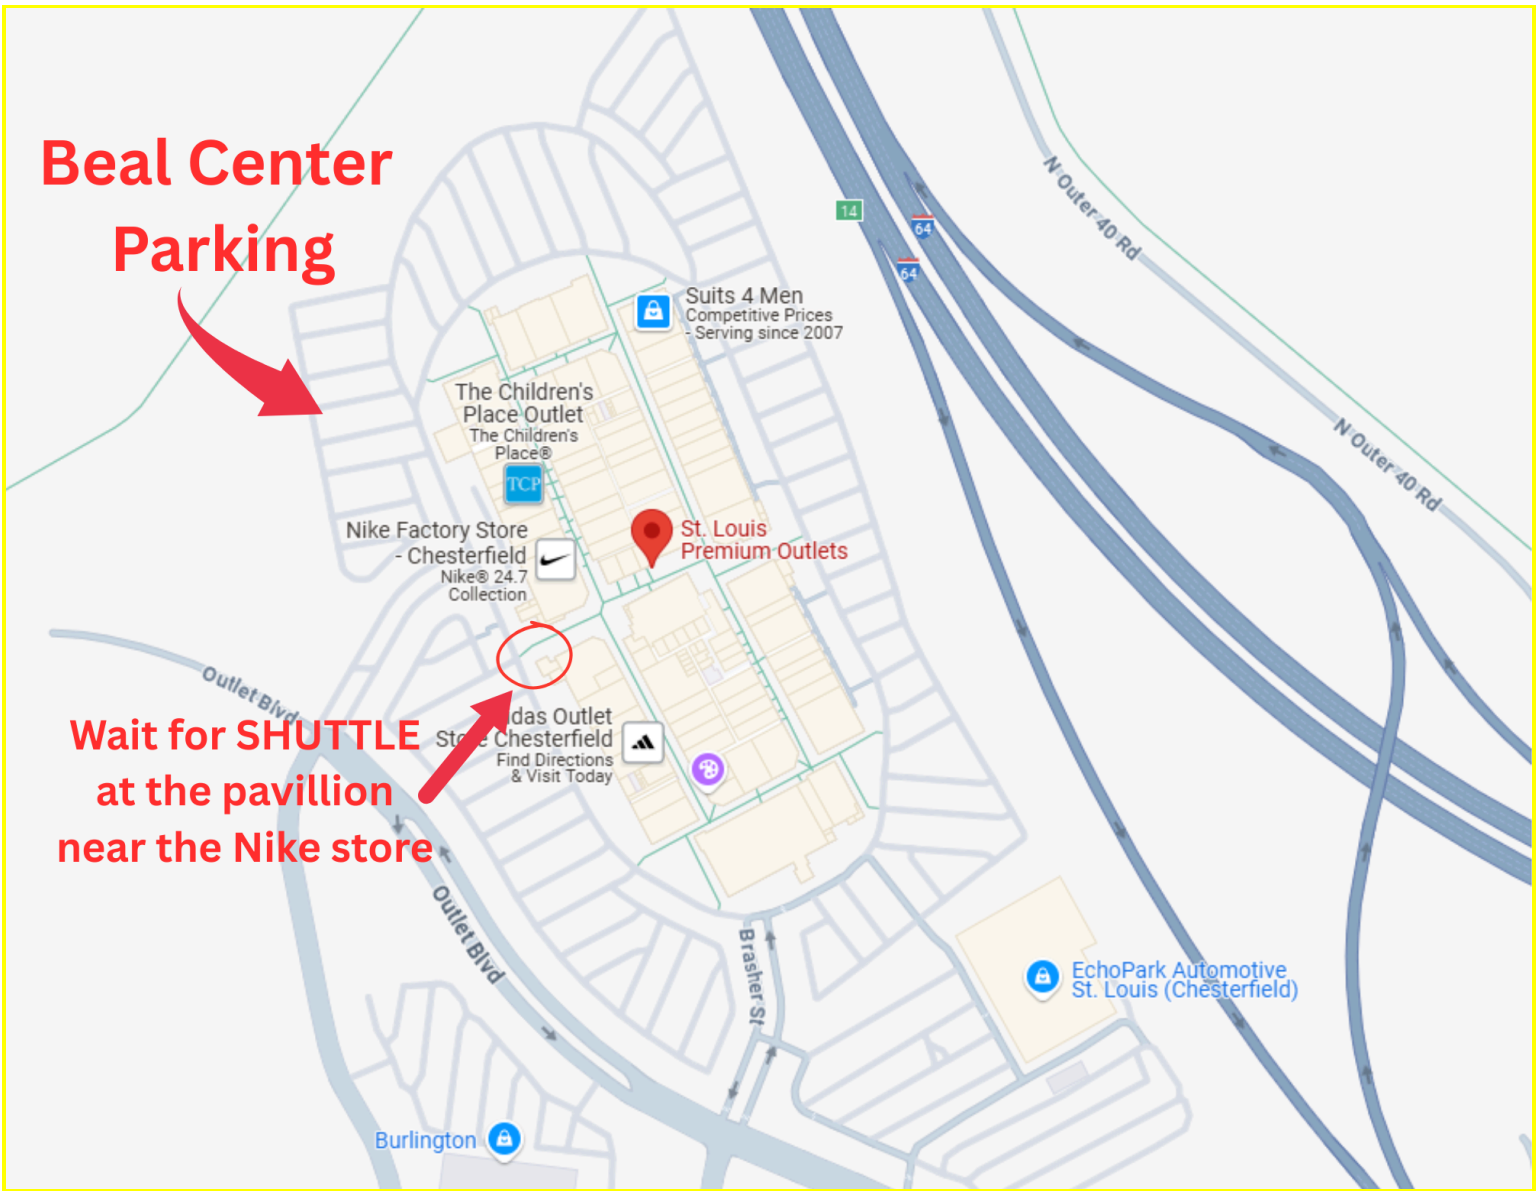 Beal Center
Parking
N Outer 40 Rd
14
64
64
Suits 4 Men
Competitive Prices
- Serving since 2007
The Children's
Place Outlet
The Children's
Place®
TCP
N Outer 40 Rd
Nike Factory Store
- Chesterfield
Nike® 24.7
Collection
St. Louis
Premium Outlets
Outlet Blvd
Wait for SHUTTLE
at the pavillion
near the Nike store
Outlet
Chesterfield
Find Directions
& Visit Today
Outlet Blvd
Brasher St
EchoPark Automotive
St. Louis (Chesterfield)
Burlington